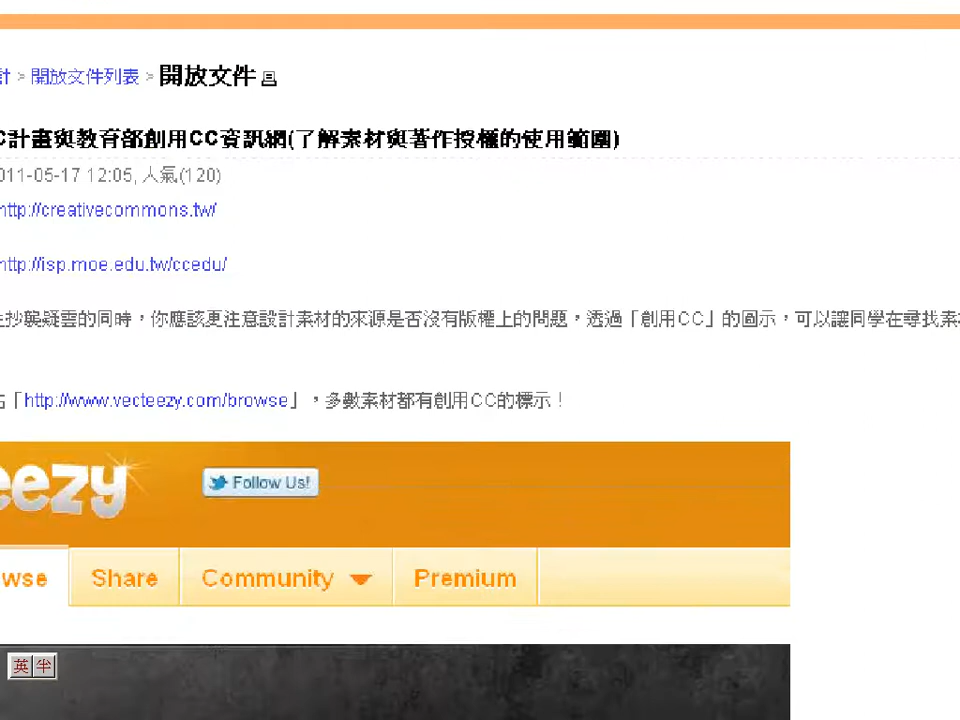 計 > 開放文件列表 > 開放文件
C計畫與教育部創用CC資訊網(了解素材與著作授權的使用範圍)
011-05-17 12:05, 人氣(120)
http://creativecommons.tw/
http://isp.moe.edu.tw/ccedu/
生抄襲疑雲的同時，你應該更注意設計素材的來源是否沒有版權上的問題，透過「創用CC」的圖示，可以讓同學在尋找素
「http://www.vecteezy.com/browse」，多數素材都有創用CC的標示！
eezy
Follow Us!
wse Share Community Premium
英 半